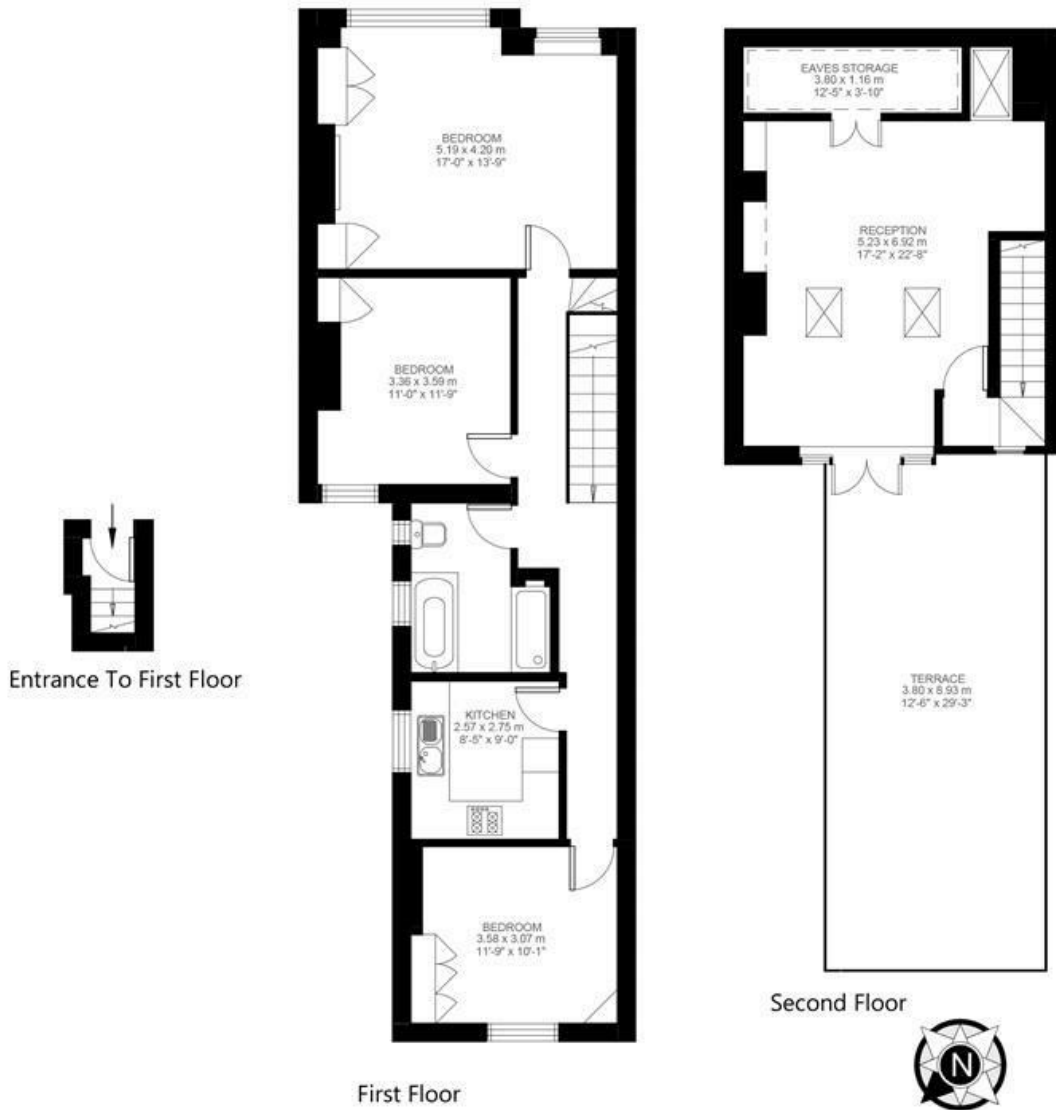 BEDROOM
5.19 x 4.20 m
17'-0" x 13'-9"
BEDROOM
3.36 x 3.59 m
11'-0" x 11'-9"
KITCHEN
2.57 x 2.75 m
8'-5" x 9'-0"
BEDROOM
3.58 x 3.07 m
11'-9" x 10'-1"
First Floor
Entrance To First Floor
EAVES STORAGE
3.80 x 1.16 m
12'-5" x 3'-10"
RECEPTION
5.23 x 6.92 m
17'-2" x 22'-8"
TERRACE
3.80 x 8.93 m
12'-6" x 29'-3"
Second Floor
N